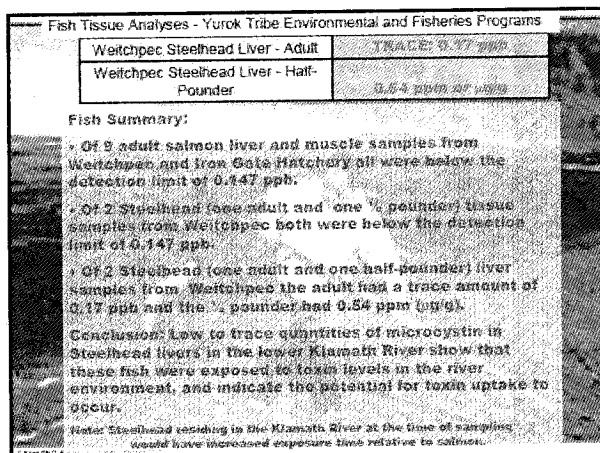 Fish Tissue Analyses - Yurok Tribe Environmental and Fisheries Programs
Weitchpec Steelhead Liver - Adult TRACE: 0.17 ppb
Weitchpec Steelhead Liver - Half-
Pounder 0.54 ppm or µg/g
Fish Summary:
• Of 9 adult salmon liver and muscle samples from
Weitchpec and Iron Gate Hatchery all were below the
detection limit of 0.147 ppb.
• Of 2 Steelhead (one adult and one ½ pounder) tissue
samples from Weitchpec both were below the detection
limit of 0.147 ppb.
• Of 2 Steelhead (one adult and one half-pounder) liver
samples from Weitchpec the adult had a trace amount of
0.17 ppb and the ½ pounder had 0.54 ppm (µg/g).
Conclusion: Low to trace quantities of microcystin in
Steelhead livers in the lower Klamath River show that
these fish were exposed to toxin levels in the river
environment, and indicate the potential for toxin uptake to
occur.
Note: Steelhead residing in the Klamath River at the time of sampling
would have increased exposure time relative to salmon.